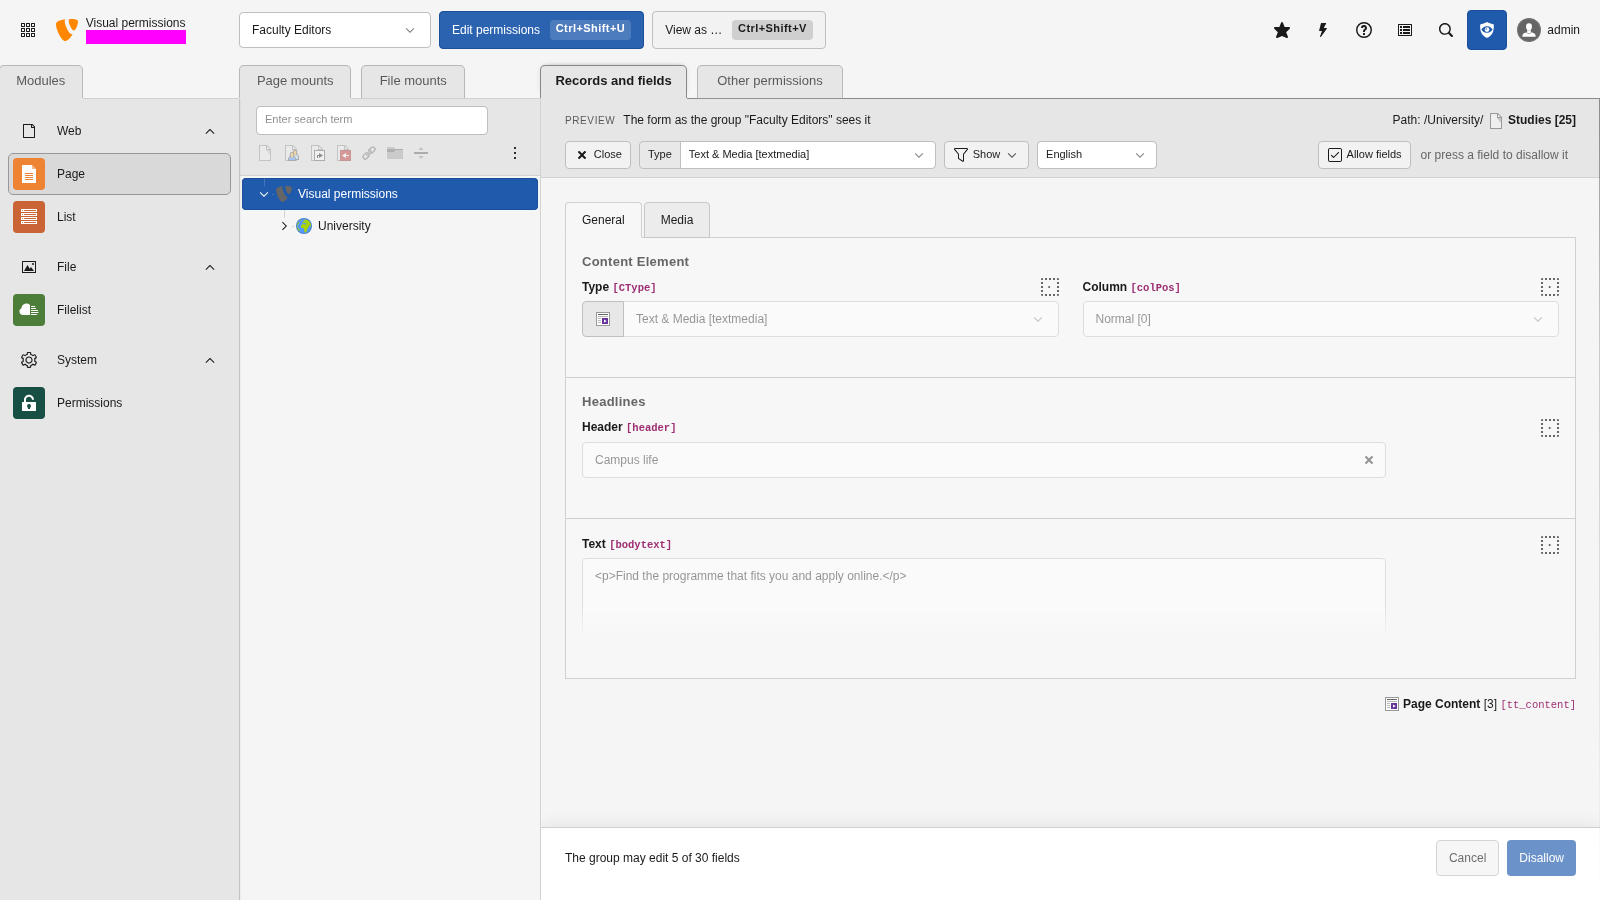 Visual permissions
Faculty Editors
Edit permissions Ctrl+Shift+U
View as … Ctrl+Shift+V
admin
Modules
Page mounts
File mounts
Records and fields
Other permissions
Web
Page
List
File
Filelist
System
Permissions
Enter search term
Visual permissions
University
PREVIEW The form as the group "Faculty Editors" sees it
Path: /University/ Studies [25]
Close
Type Text & Media [textmedia]
Show
English
Allow fields or press a field to disallow it
General
Media
Content Element
Type [CType]
Text & Media [textmedia]
Column [colPos]
Normal [0]
Headlines
Header [header]
Campus life
Text [bodytext]
<p>Find the programme that fits you and apply online.</p>
Page Content [3] [tt_content]
The group may edit 5 of 30 fields
Cancel
Disallow